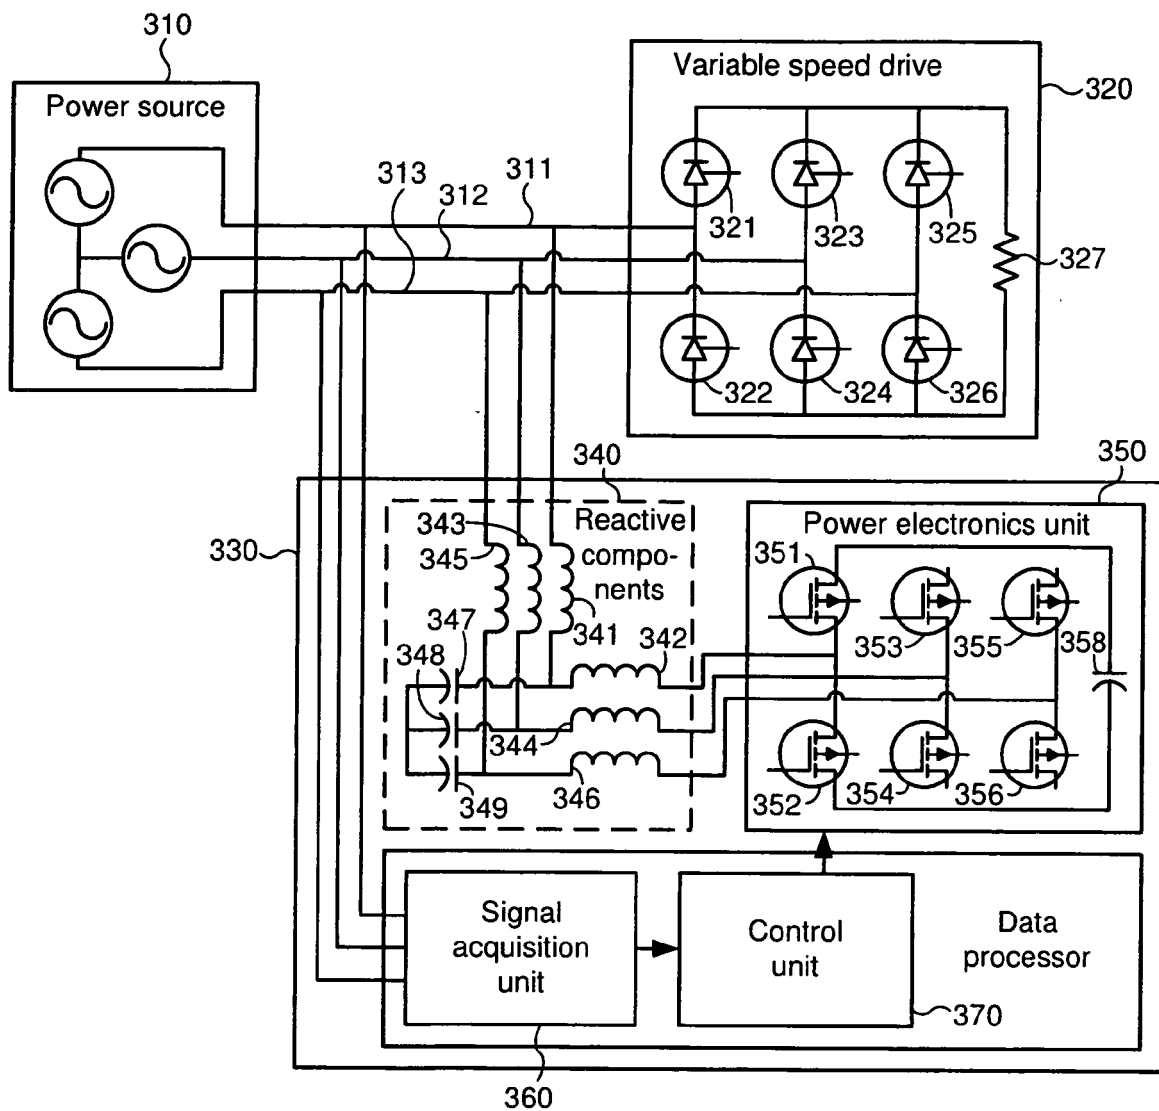 310
Power source
Variable speed drive
320
313
312
311
321
323
325
327
322
324
326
340
350
330
343
345
Reactive
compo-
nents
341
347
348
342
344
346
349
Power electronics unit
351
353
355
358
352
354
356
Signal
acquisition
unit
Control
unit
Data
processor
370
360